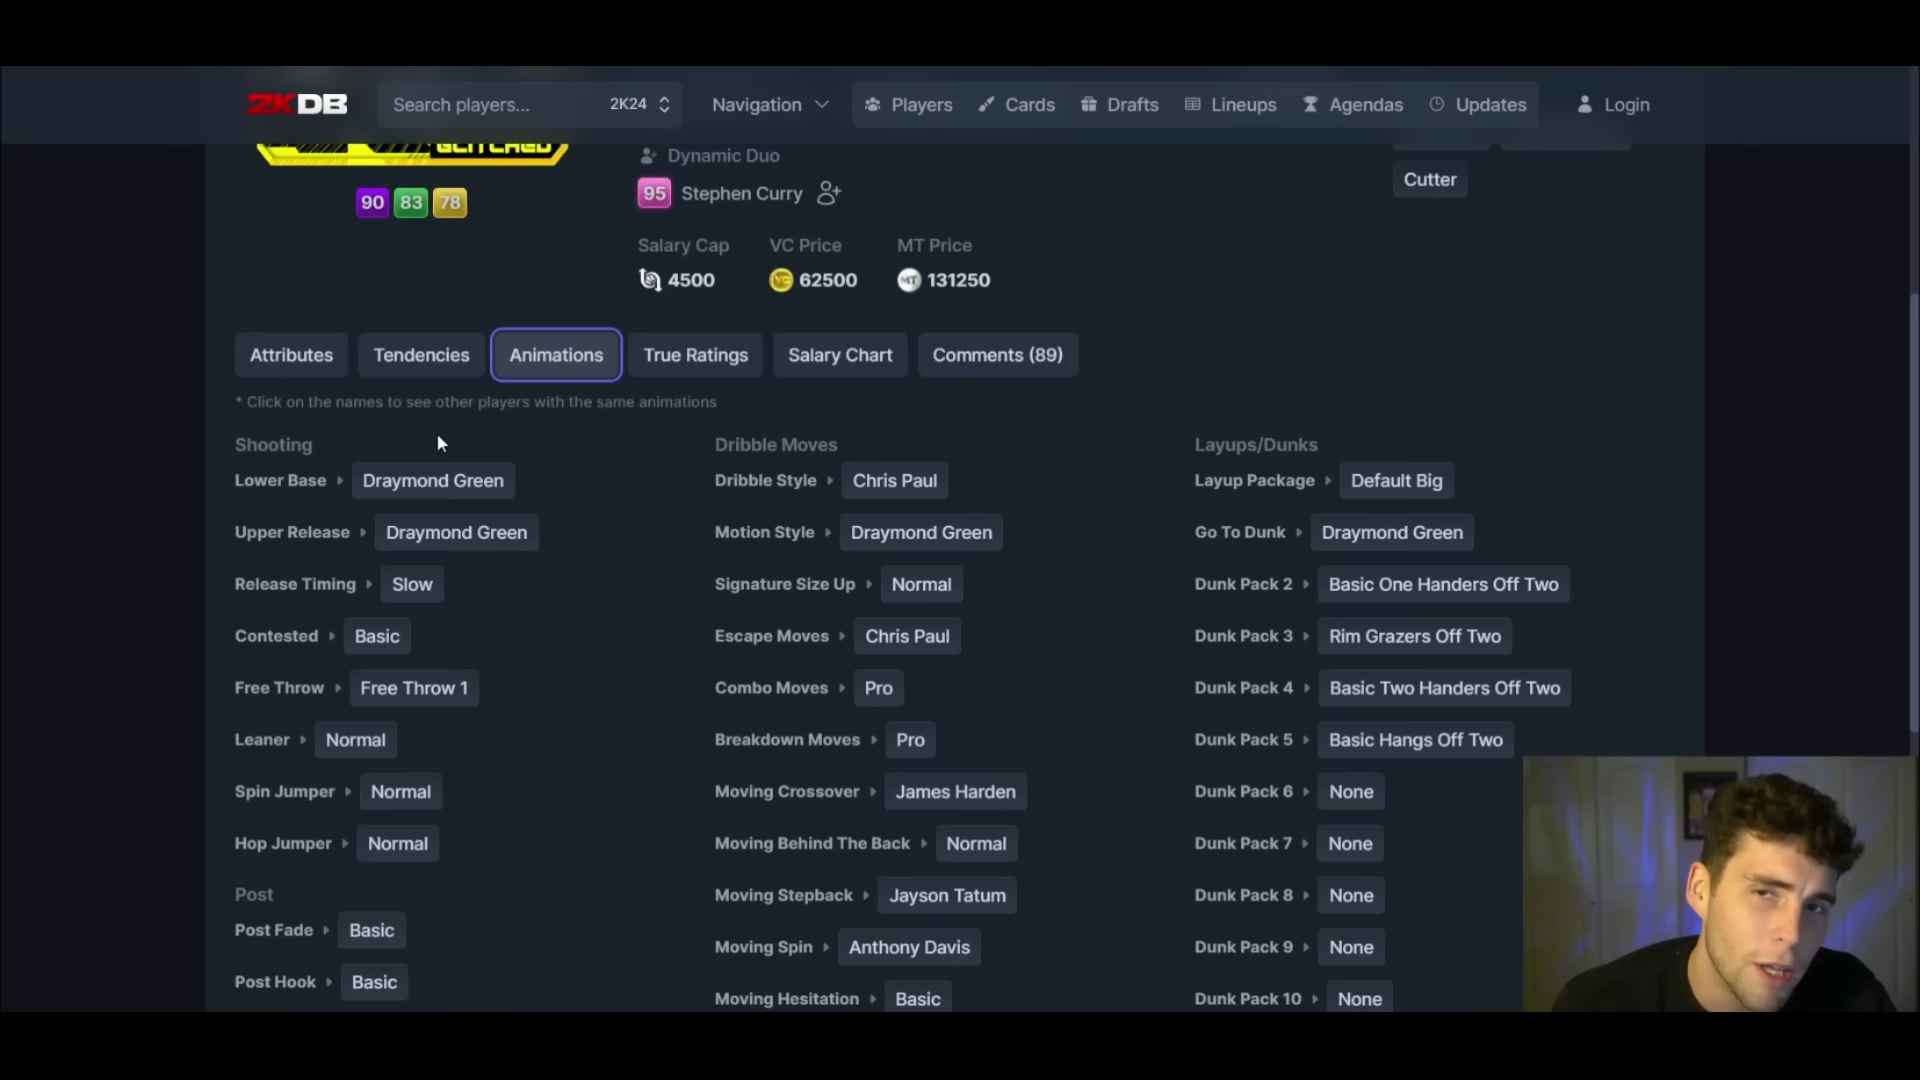 2KDB
Search players...
2K24
Navigation
Players
Cards
Drafts
Lineups
Agendas
Updates
Login
GLITCHED
90 83 78
Dynamic Duo
95 Stephen Curry
Cutter
Salary Cap
4500
VC Price
VC 62500
MT Price
MT 131250
Attributes
Tendencies
Animations
True Ratings
Salary Chart
Comments (89)
* Click on the names to see other players with the same animations
Shooting
Lower Base Draymond Green
Upper Release Draymond Green
Release Timing Slow
Contested Basic
Free Throw Free Throw 1
Leaner Normal
Spin Jumper Normal
Hop Jumper Normal
Post
Post Fade Basic
Post Hook Basic
Dribble Moves
Dribble Style Chris Paul
Motion Style Draymond Green
Signature Size Up Normal
Escape Moves Chris Paul
Combo Moves Pro
Breakdown Moves Pro
Moving Crossover James Harden
Moving Behind The Back Normal
Moving Stepback Jayson Tatum
Moving Spin Anthony Davis
Moving Hesitation Basic
Layups/Dunks
Layup Package Default Big
Go To Dunk Draymond Green
Dunk Pack 2 Basic One Handers Off Two
Dunk Pack 3 Rim Grazers Off Two
Dunk Pack 4 Basic Two Handers Off Two
Dunk Pack 5 Basic Hangs Off Two
Dunk Pack 6 None
Dunk Pack 7 None
Dunk Pack 8 None
Dunk Pack 9 None
Dunk Pack 10 None